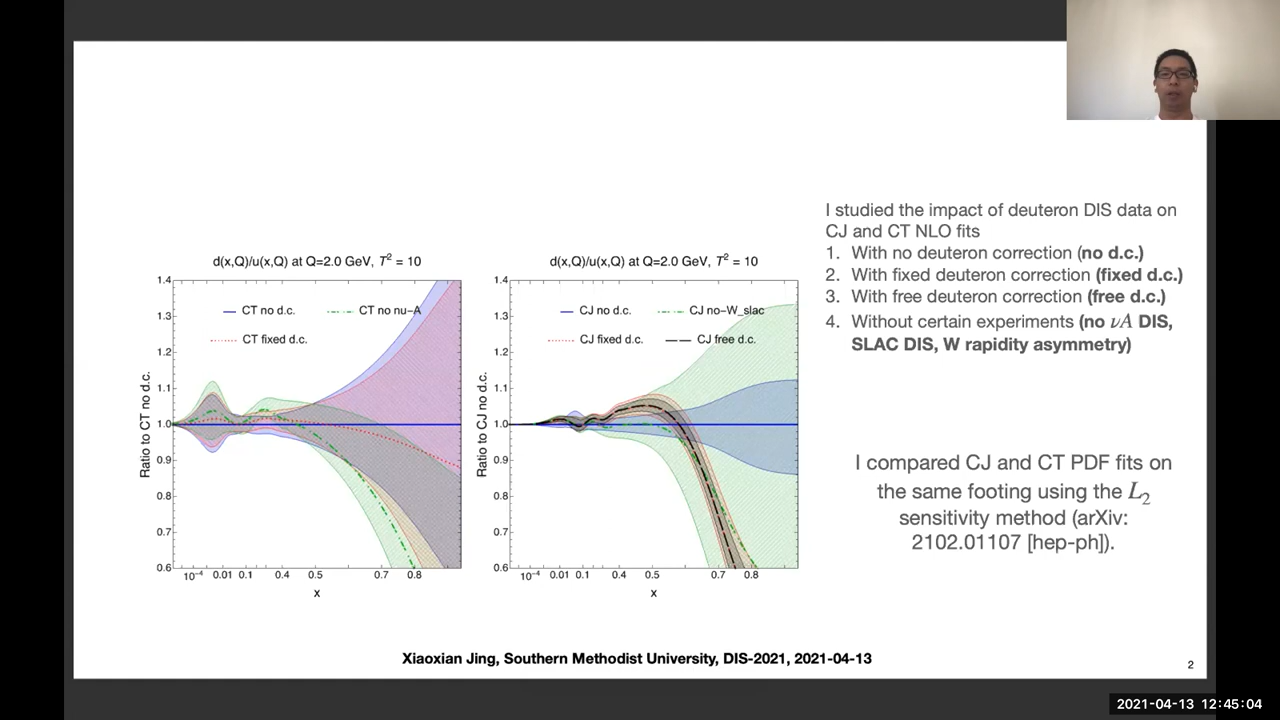 I studied the impact of deuteron DIS data on
CJ and CT NLO fits
1. With no deuteron correction (no d.c.)
2. With fixed deuteron correction (fixed d.c.)
3. With free deuteron correction (free d.c.)
4. Without certain experiments (no νA DIS,
SLAC DIS, W rapidity asymmetry)
d(x,Q)/u(x,Q) at Q=2.0 GeV, T² = 10
Ratio to CT no d.c.
1.4
1.3
1.2
1.1
1.0
0.9
0.8
0.7
0.6
CT no d.c.
CT no nu-A
CT fixed d.c.
10⁻⁴ 0.01 0.1 0.4 0.5 0.7 0.8
x
d(x,Q)/u(x,Q) at Q=2.0 GeV, T² = 10
Ratio to CJ no d.c.
1.4
1.3
1.2
1.1
1.0
0.9
0.8
0.7
0.6
CJ no d.c.
CJ no-W_slac
CJ fixed d.c.
CJ free d.c.
10⁻⁴ 0.01 0.1 0.4 0.5 0.7 0.8
x
I compared CJ and CT PDF fits on
the same footing using the L₂
sensitivity method (arXiv:
2102.01107 [hep-ph]).
Xiaoxian Jing, Southern Methodist University, DIS-2021, 2021-04-13
2
2021-04-13 12:45:04